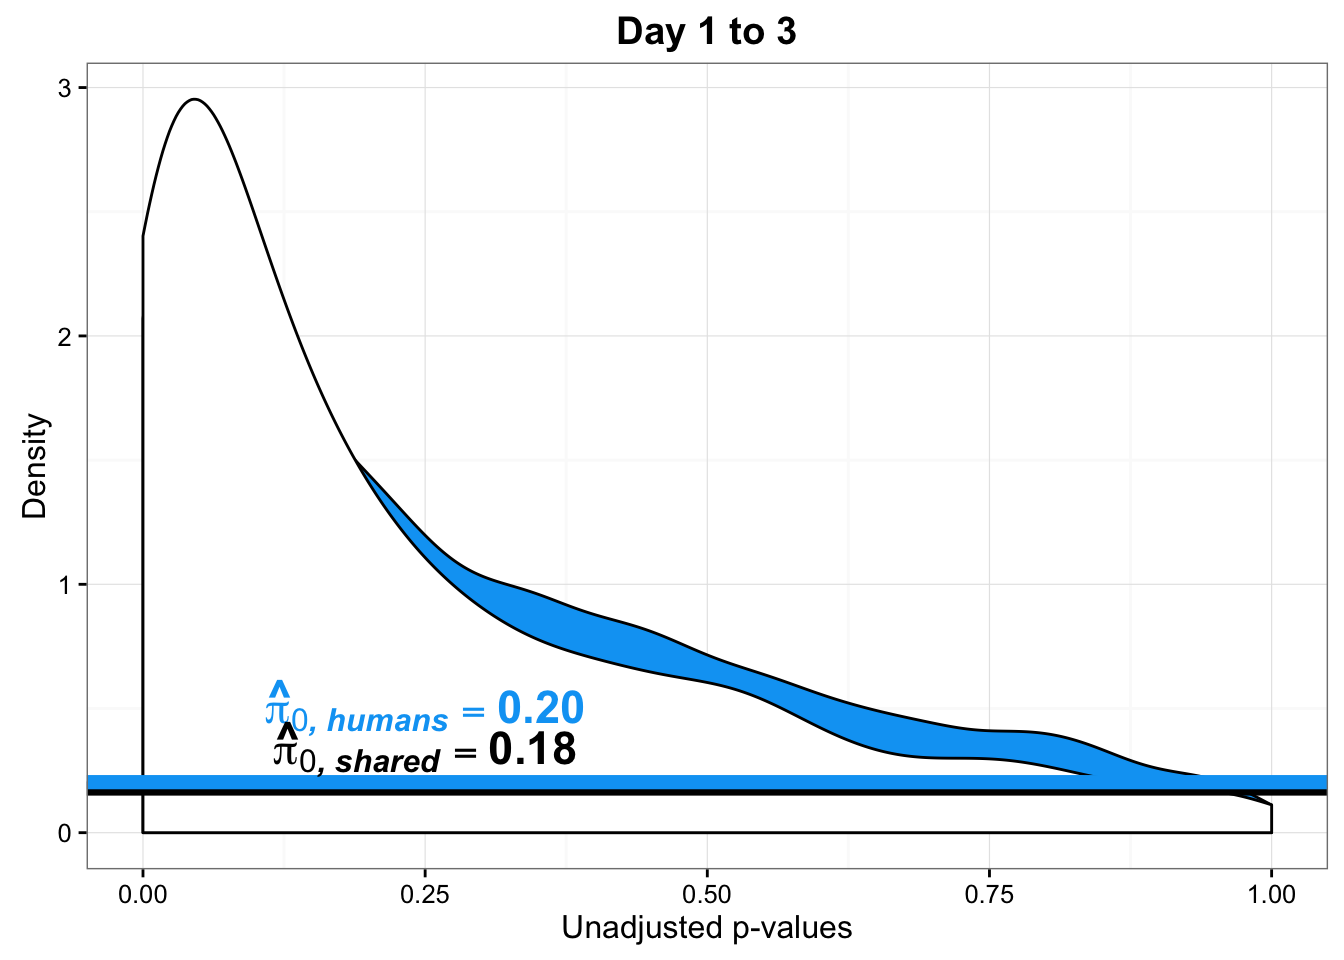 Day 1 to 3
3
2
1
0
Density
π̂0, humans = 0.20
π̂0, shared = 0.18
0.00 0.25 0.50 0.75 1.00
Unadjusted p-values